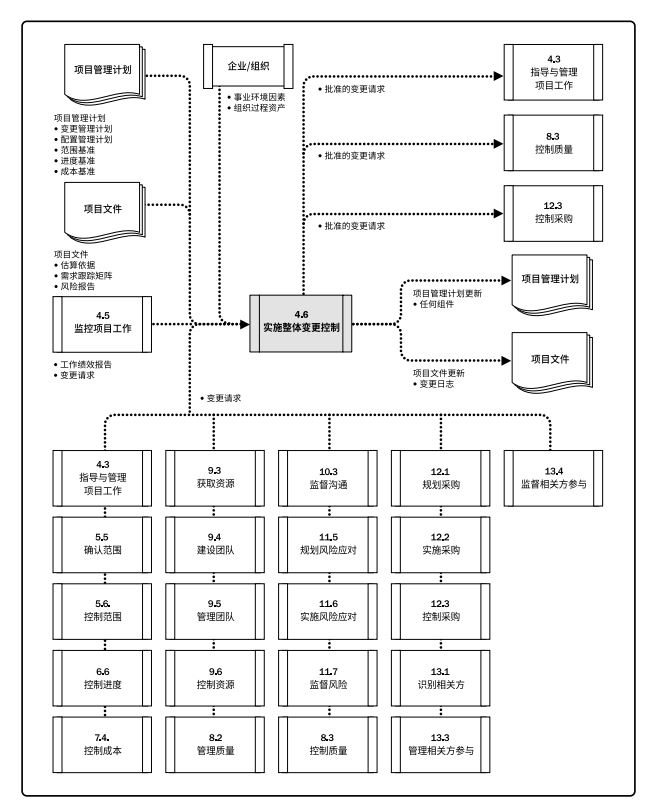 项目管理计划
项目管理计划
• 变更管理计划
• 配置管理计划
• 范围基准
• 进度基准
• 成本基准
企业/组织
• 事业环境因素
• 组织过程资产
• 批准的变更请求
4.3
指导与管理
项目工作
• 批准的变更请求
8.3
控制质量
• 批准的变更请求
12.3
控制采购
项目文件
项目文件
• 估算依据
• 需求跟踪矩阵
• 风险报告
4.5
监控项目工作
• 工作绩效报告
• 变更请求
4.6
实施整体变更控制
项目管理计划更新
• 任何组件
项目管理计划
项目文件更新
• 变更日志
项目文件
• 变更请求
4.3
指导与管理
项目工作
5.5
确认范围
5.6.
控制范围
6.6
控制进度
7.4.
控制成本
9.3
获取资源
9.4
建设团队
9.5
管理团队
9.6
控制资源
8.2
管理质量
10.3
监督沟通
11.5
规划风险应对
11.6
实施风险应对
11.7
监督风险
8.3
控制质量
12.1
规划采购
12.2
实施采购
12.3
控制采购
13.1
识别相关方
13.3
管理相关方参与
13.4
监督相关方参与